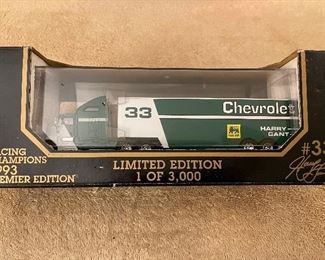 33
Chevrolet
HARRY
GANT
RACING
CHAMPIONS
1993
PREMIER EDITION
LIMITED EDITION
1 OF 3,000
#33